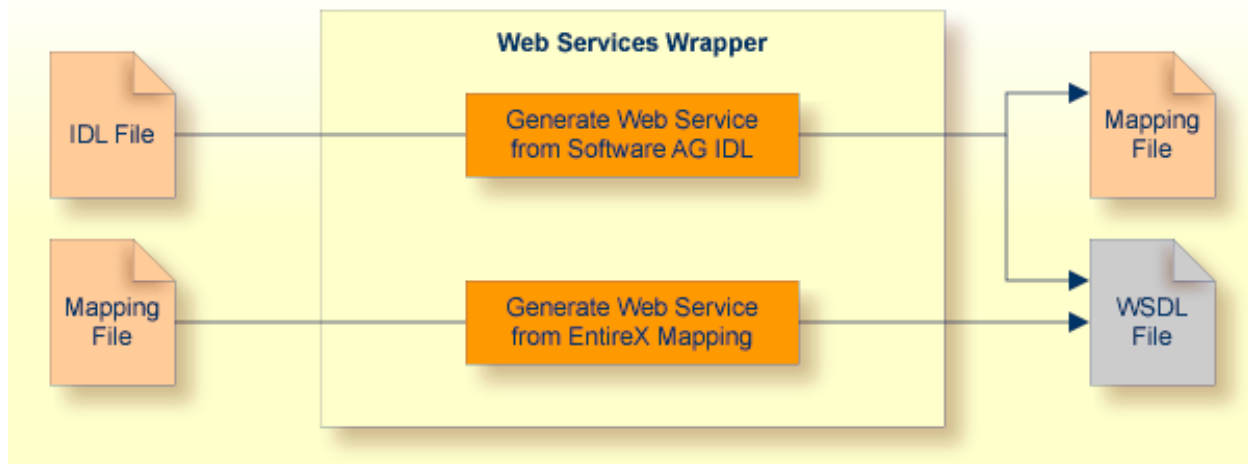 Web Services Wrapper
IDL File
Generate Web Service
from Software AG IDL
Mapping
File
Mapping
File
Generate Web Service
from EntireX Mapping
WSDL
File